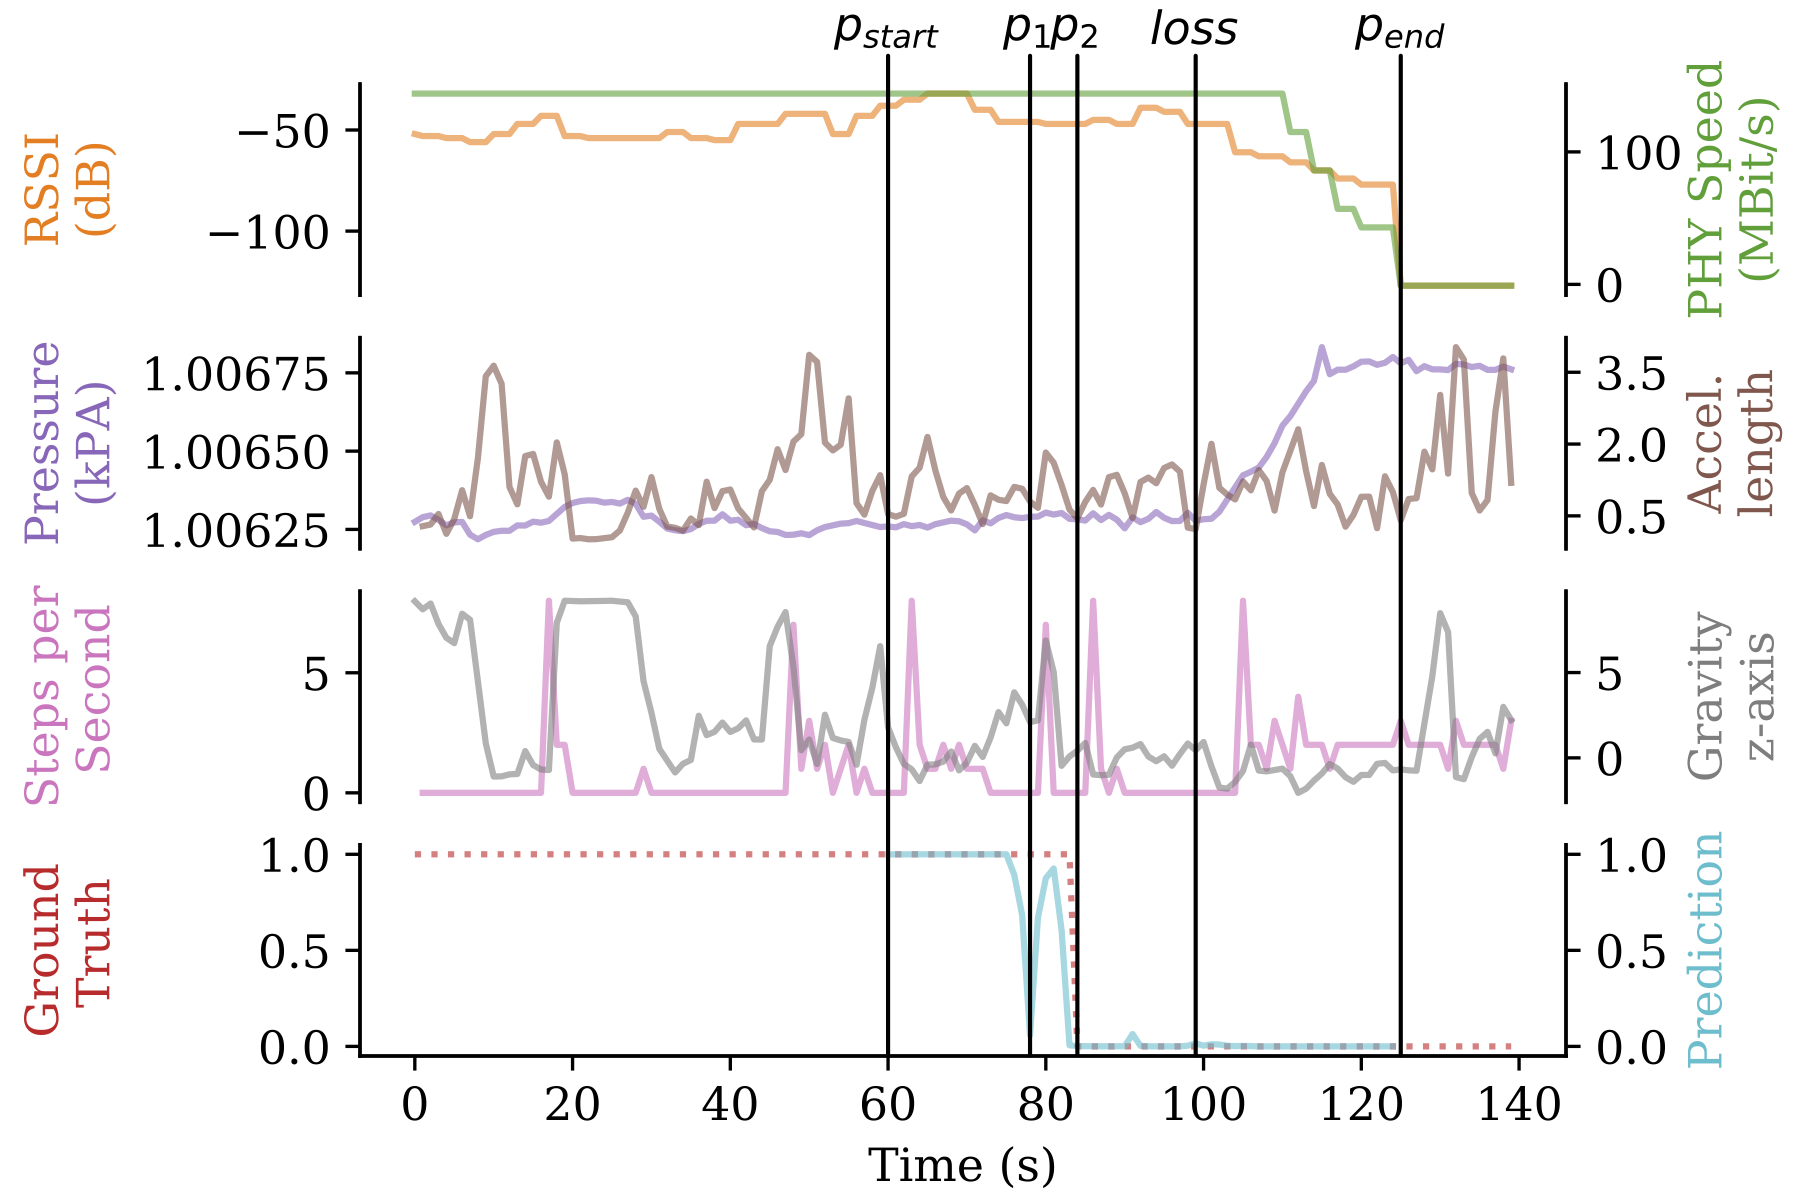 p_start p_1 p_2 loss p_end
RSSI
(dB)
−50
−100
100
0
PHY Speed
(MBit/s)
Pressure
(kPA)
1.00675
1.00650
1.00625
3.5
2.0
0.5
Accel.
length
Steps per
Second
5
0
5
0
Gravity
z-axis
Ground
Truth
1.0
0.5
0.0
1.0
0.5
0.0
Prediction
0 20 40 60 80 100 120 140
Time (s)